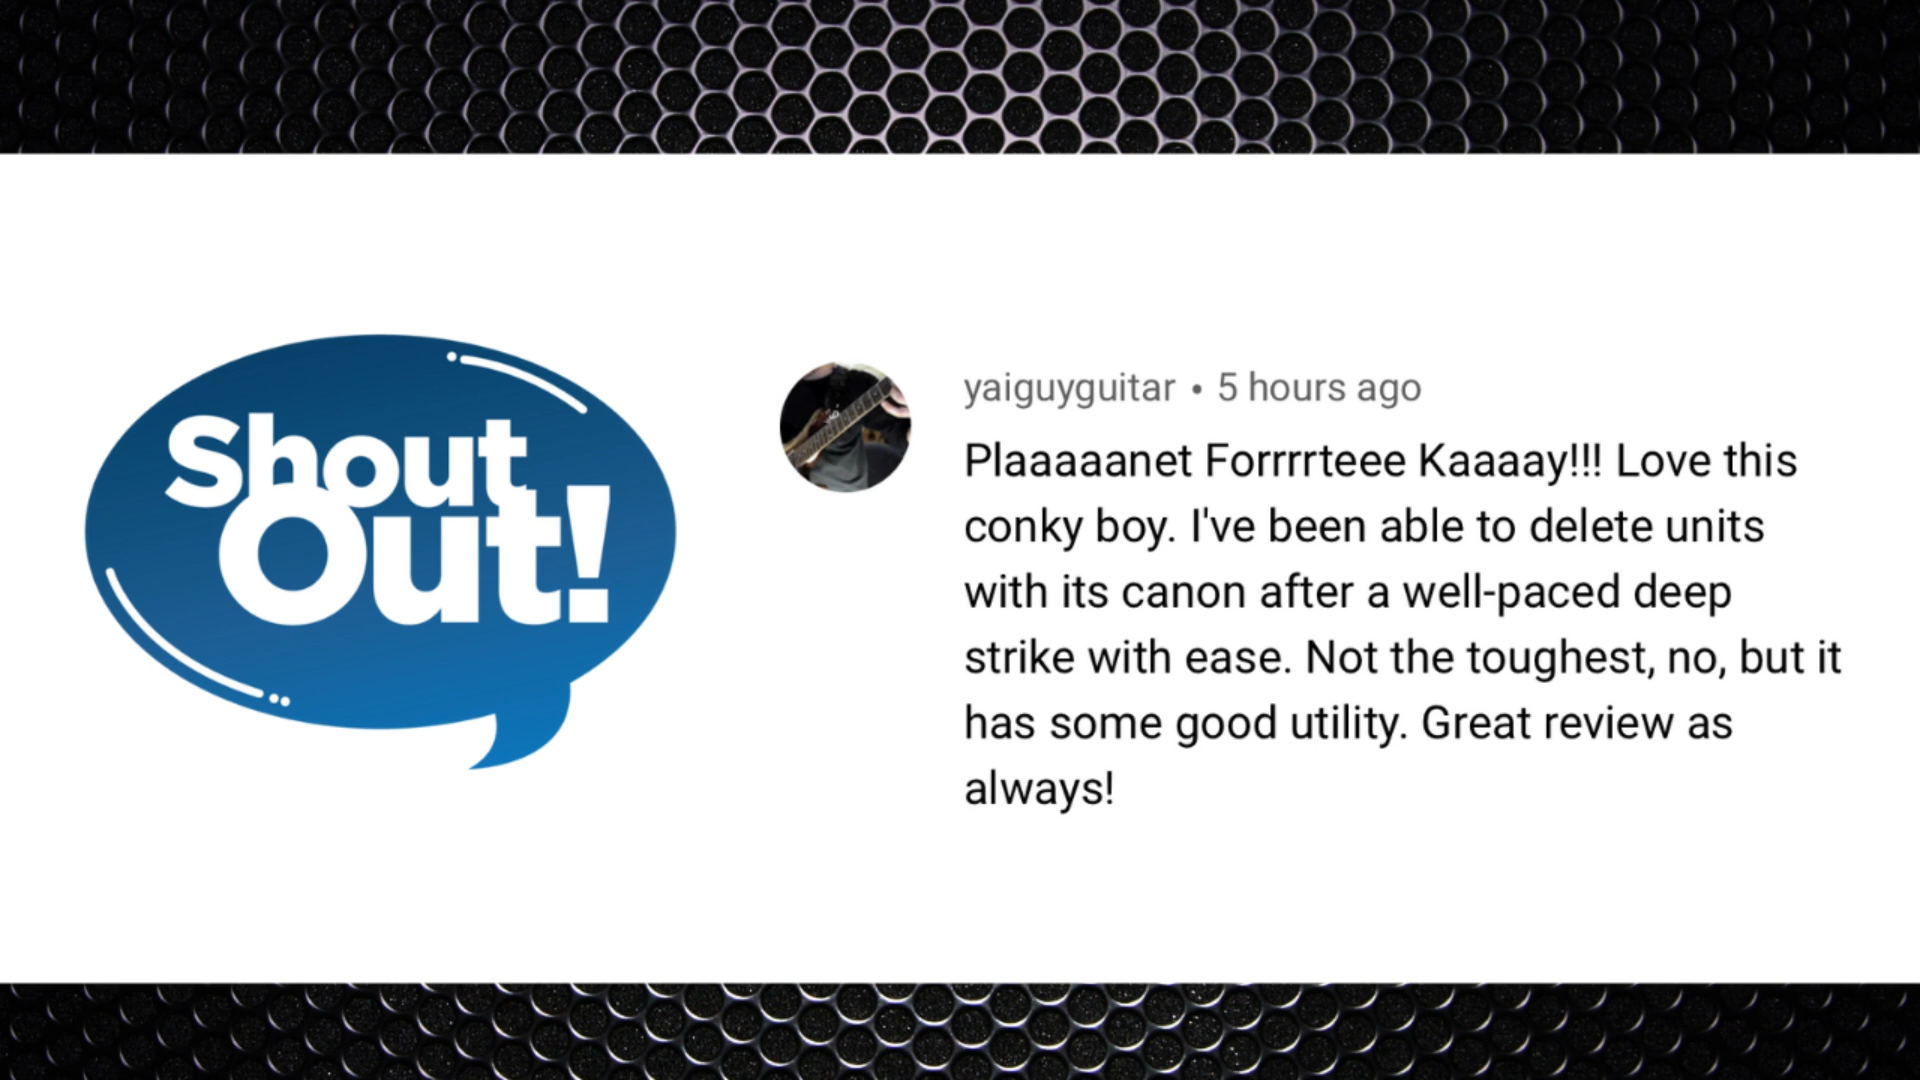 Shout
Out!
yaiguyguitar • 5 hours ago
Plaaaaanet Forrrrteee Kaaaay!!! Love this
conky boy. I've been able to delete units
with its canon after a well-paced deep
strike with ease. Not the toughest, no, but it
has some good utility. Great review as
always!